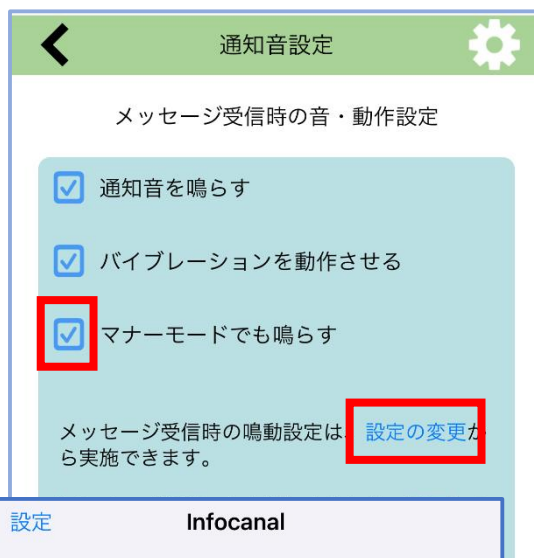 通知音設定
メッセージ受信時の音・動作設定
通知音を鳴らす
バイブレーションを動作させる
マナーモードでも鳴らす
メッセージ受信時の鳴動設定は、設定の変更か
ら実施できます。
設定 Infocanal